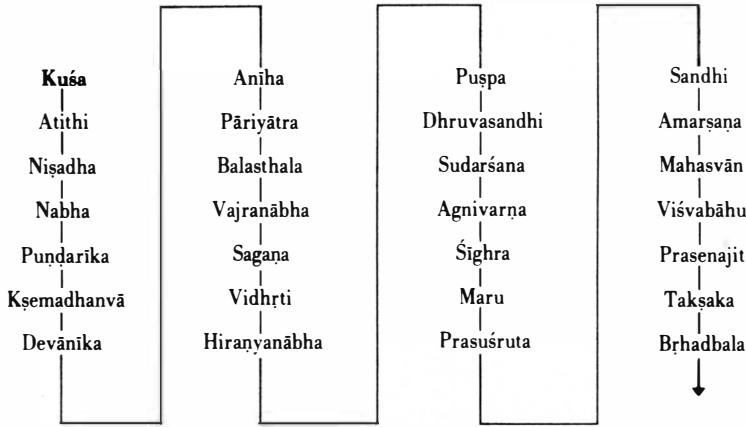 Kuśa
Atithi
Niṣadha
Nabha
Puṇḍarīka
Kṣemadhanvā
Devānīka
Anīha
Pāriyātra
Balasthala
Vajranābha
Sagaṇa
Vidhṛti
Hiraṇyanābha
Puṣpa
Dhruvasandhi
Sudarśana
Agnivarṇa
Śīghra
Maru
Prasuśruta
Sandhi
Amarṣaṇa
Mahasvān
Viśvabāhu
Prasenajit
Takṣaka
Bṛhadbala